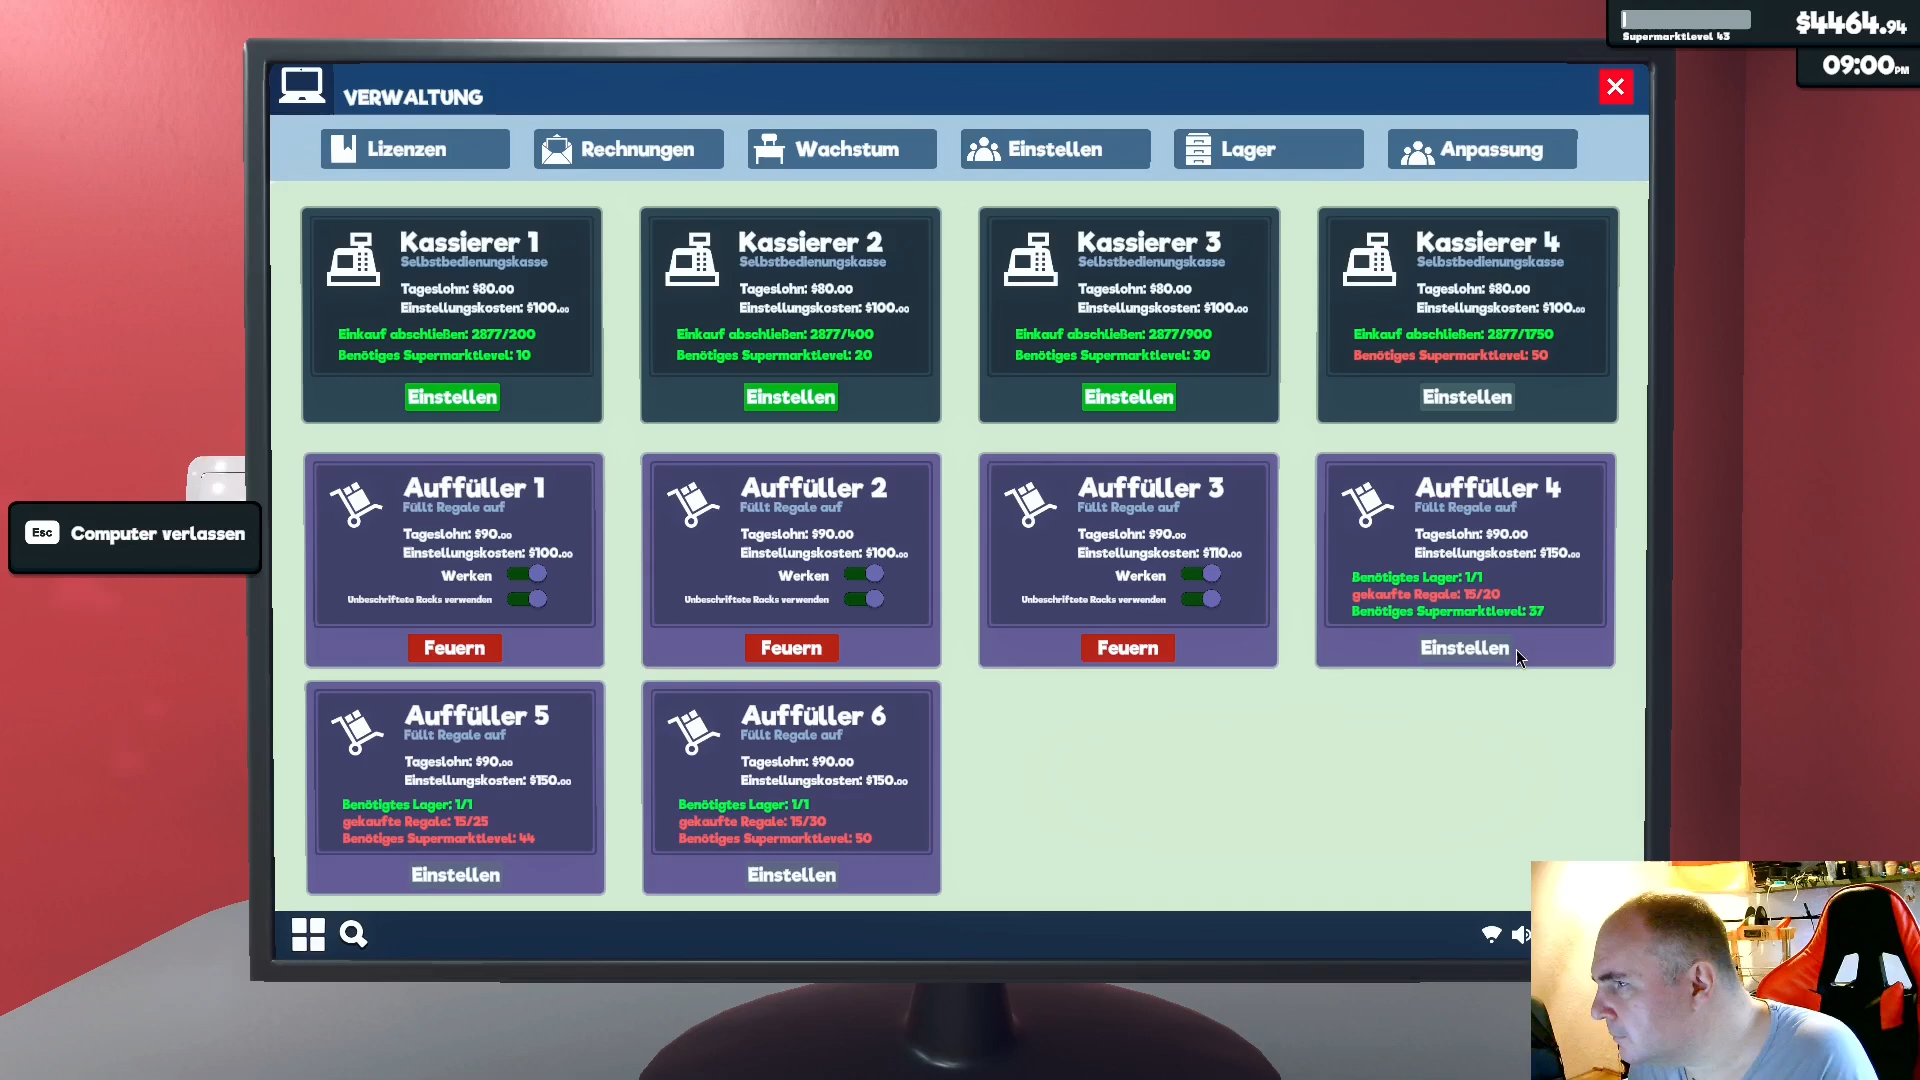 $4464.94
Supermarktlevel 43
09:00PM
VERWALTUNG
Lizenzen
Rechnungen
Wachstum
Einstellen
Lager
Anpassung
Kassierer 1
Selbstbedienungskasse
Tageslohn: $80.00
Einstellungskosten: $100.00
Einkauf abschließen: 2877/200
Benötiges Supermarktlevel: 10
Einstellen
Kassierer 2
Selbstbedienungskasse
Tageslohn: $80.00
Einstellungskosten: $100.00
Einkauf abschließen: 2877/400
Benötiges Supermarktlevel: 20
Einstellen
Kassierer 3
Selbstbedienungskasse
Tageslohn: $80.00
Einstellungskosten: $100.00
Einkauf abschließen: 2877/900
Benötiges Supermarktlevel: 30
Einstellen
Kassierer 4
Selbstbedienungskasse
Tageslohn: $80.00
Einstellungskosten: $100.00
Einkauf abschließen: 2877/1750
Benötiges Supermarktlevel: 50
Einstellen
Auffüller 1
Füllt Regale auf
Tageslohn: $90.00
Einstellungskosten: $100.00
Werken
Unbeschriftete Racks verwenden
Feuern
Auffüller 2
Füllt Regale auf
Tageslohn: $90.00
Einstellungskosten: $100.00
Werken
Unbeschriftete Racks verwenden
Feuern
Auffüller 3
Füllt Regale auf
Tageslohn: $90.00
Einstellungskosten: $110.00
Werken
Unbeschriftete Racks verwenden
Feuern
Auffüller 4
Füllt Regale auf
Tageslohn: $90.00
Einstellungskosten: $150.00
Benötigtes Lager: 1/1
gekaufte Regale: 15/20
Benötiges Supermarktlevel: 37
Einstellen
Esc Computer verlassen
Auffüller 5
Füllt Regale auf
Tageslohn: $90.00
Einstellungskosten: $150.00
Benötigtes Lager: 1/1
gekaufte Regale: 15/25
Benötiges Supermarktlevel: 44
Einstellen
Auffüller 6
Füllt Regale auf
Tageslohn: $90.00
Einstellungskosten: $150.00
Benötigtes Lager: 1/1
gekaufte Regale: 15/30
Benötiges Supermarktlevel: 50
Einstellen